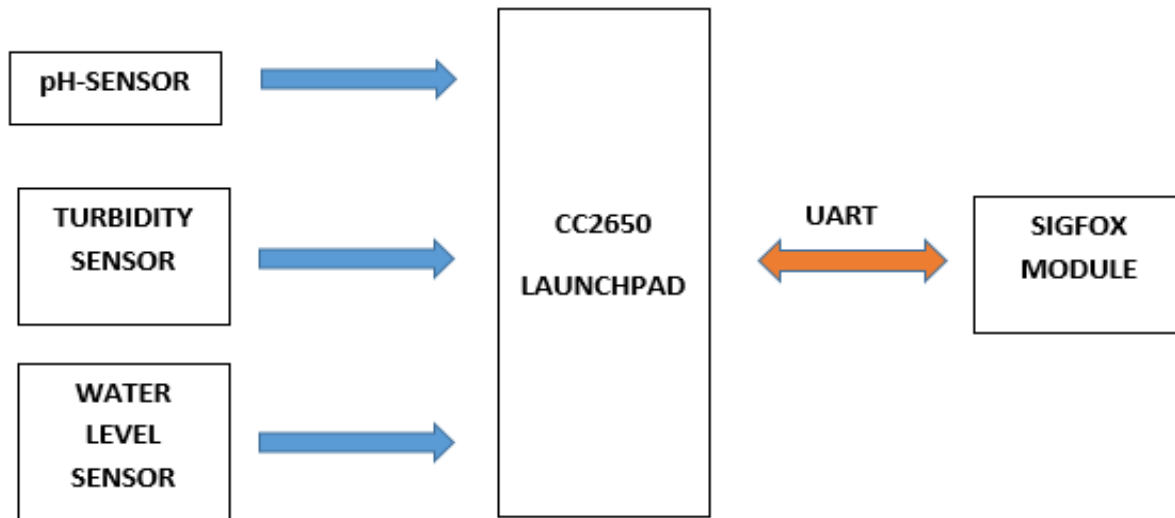 pH-SENSOR
TURBIDITY
SENSOR
WATER
LEVEL
SENSOR
CC2650
LAUNCHPAD
UART
SIGFOX
MODULE